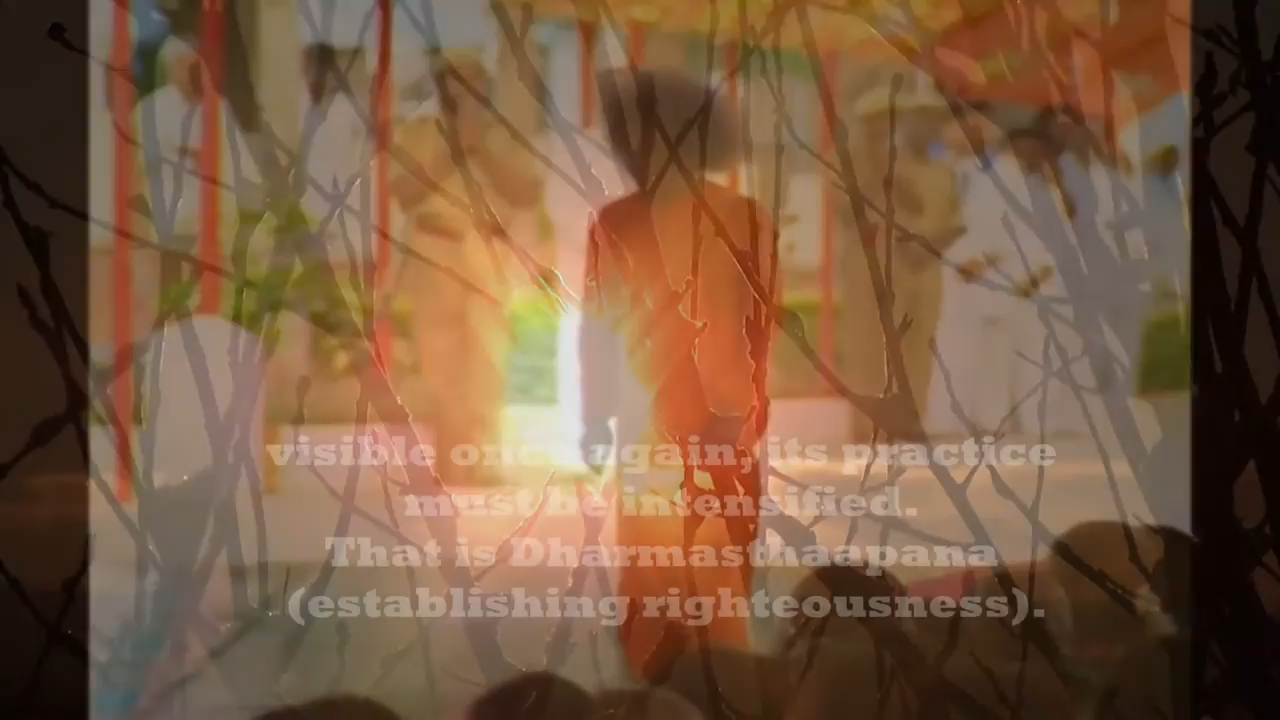 visible once again, its practice
must be intensified.
That is Dharmasthaapana
(establishing righteousness).